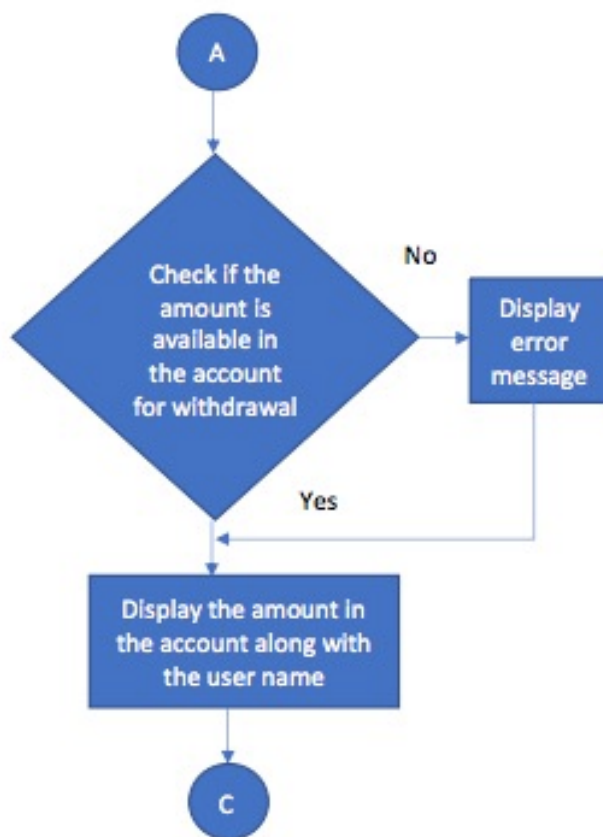 A
Check if the
amount is
available in
the account
for withdrawal
No
Display
error
message
Yes
Display the amount in
the account along with
the user name
C